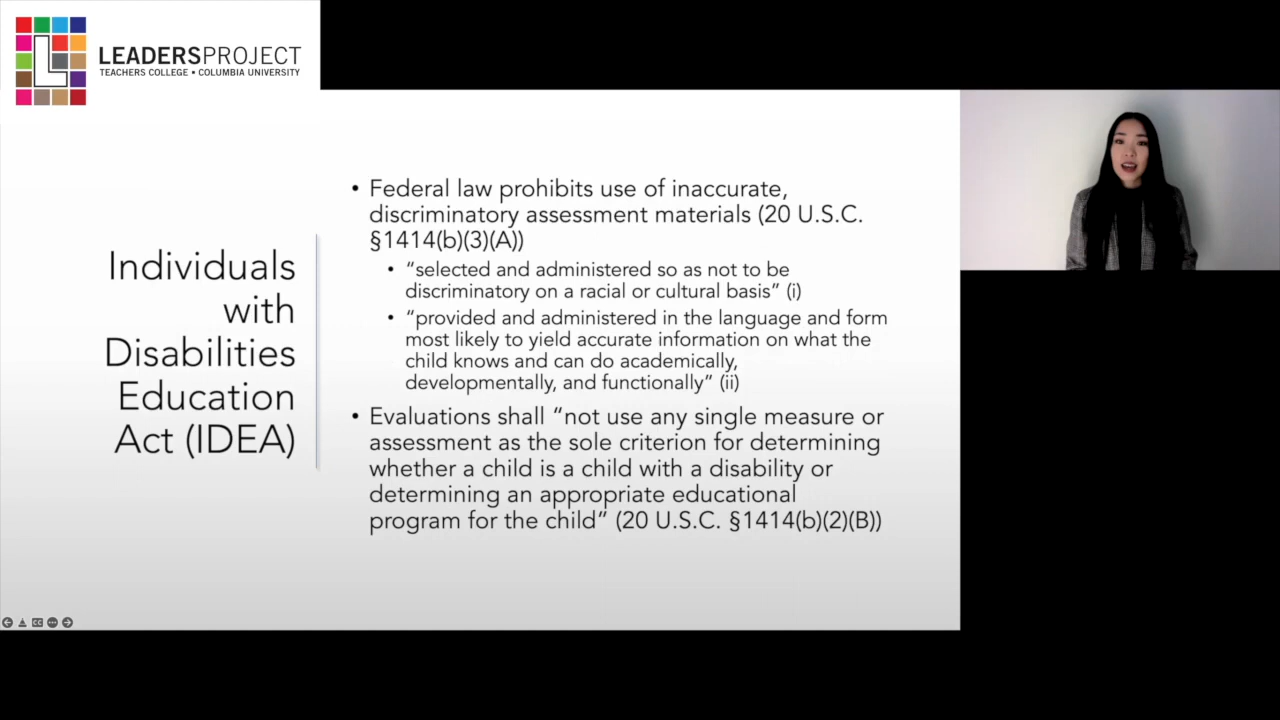 LEADERSPROJECT
TEACHERS COLLEGE • COLUMBIA UNIVERSITY
Individuals
with
Disabilities
Education
Act (IDEA)
• Federal law prohibits use of inaccurate,
discriminatory assessment materials (20 U.S.C.
§1414(b)(3)(A))
• “selected and administered so as not to be
discriminatory on a racial or cultural basis” (i)
• “provided and administered in the language and form
most likely to yield accurate information on what the
child knows and can do academically,
developmentally, and functionally” (ii)
• Evaluations shall “not use any single measure or
assessment as the sole criterion for determining
whether a child is a child with a disability or
determining an appropriate educational
program for the child” (20 U.S.C. §1414(b)(2)(B))